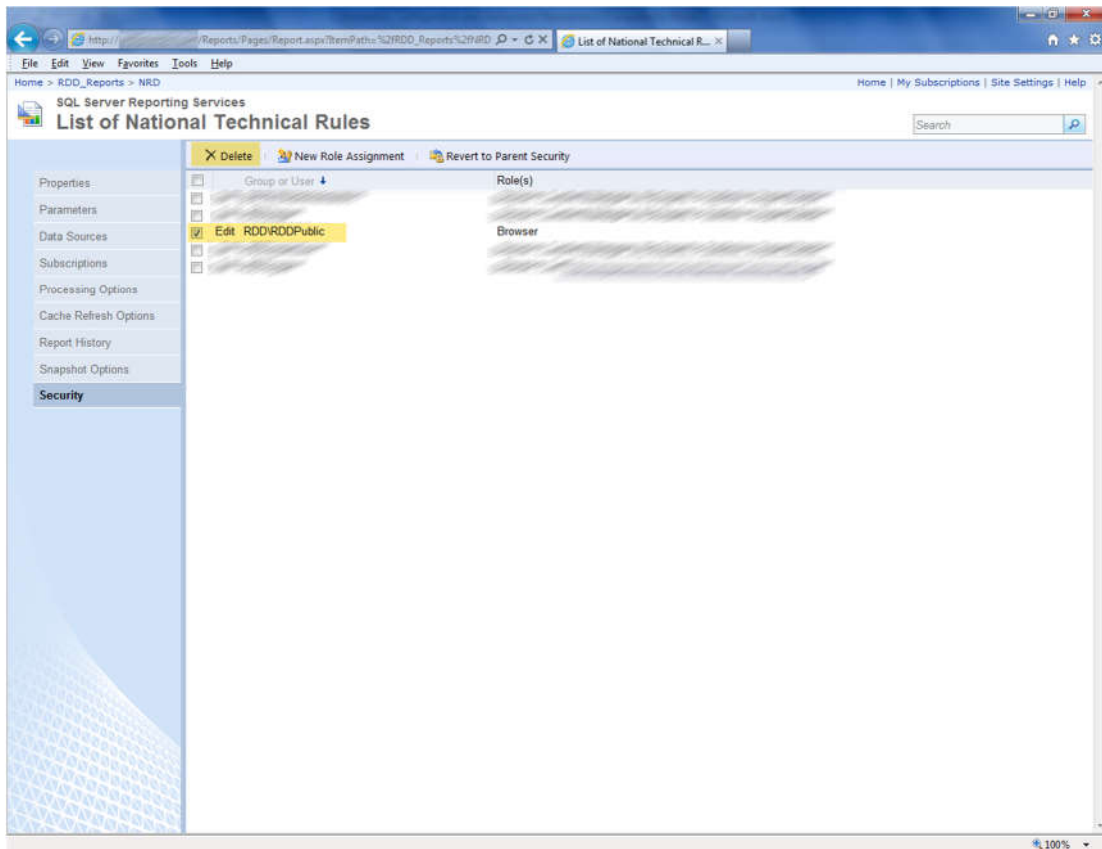 http:// /Reports/Pages/Report.aspx?ItemPath=%2fRDD_Reports%2fNRD List of National Technical R...
File Edit View Favorites Tools Help
Home > RDD_Reports > NRD Home | My Subscriptions | Site Settings | Help
SQL Server Reporting Services
List of National Technical Rules
Search
Delete New Role Assignment Revert to Parent Security
Group or User Role(s)
Edit RDD\RDDPublic Browser
Properties
Parameters
Data Sources
Subscriptions
Processing Options
Cache Refresh Options
Report History
Snapshot Options
Security
100%